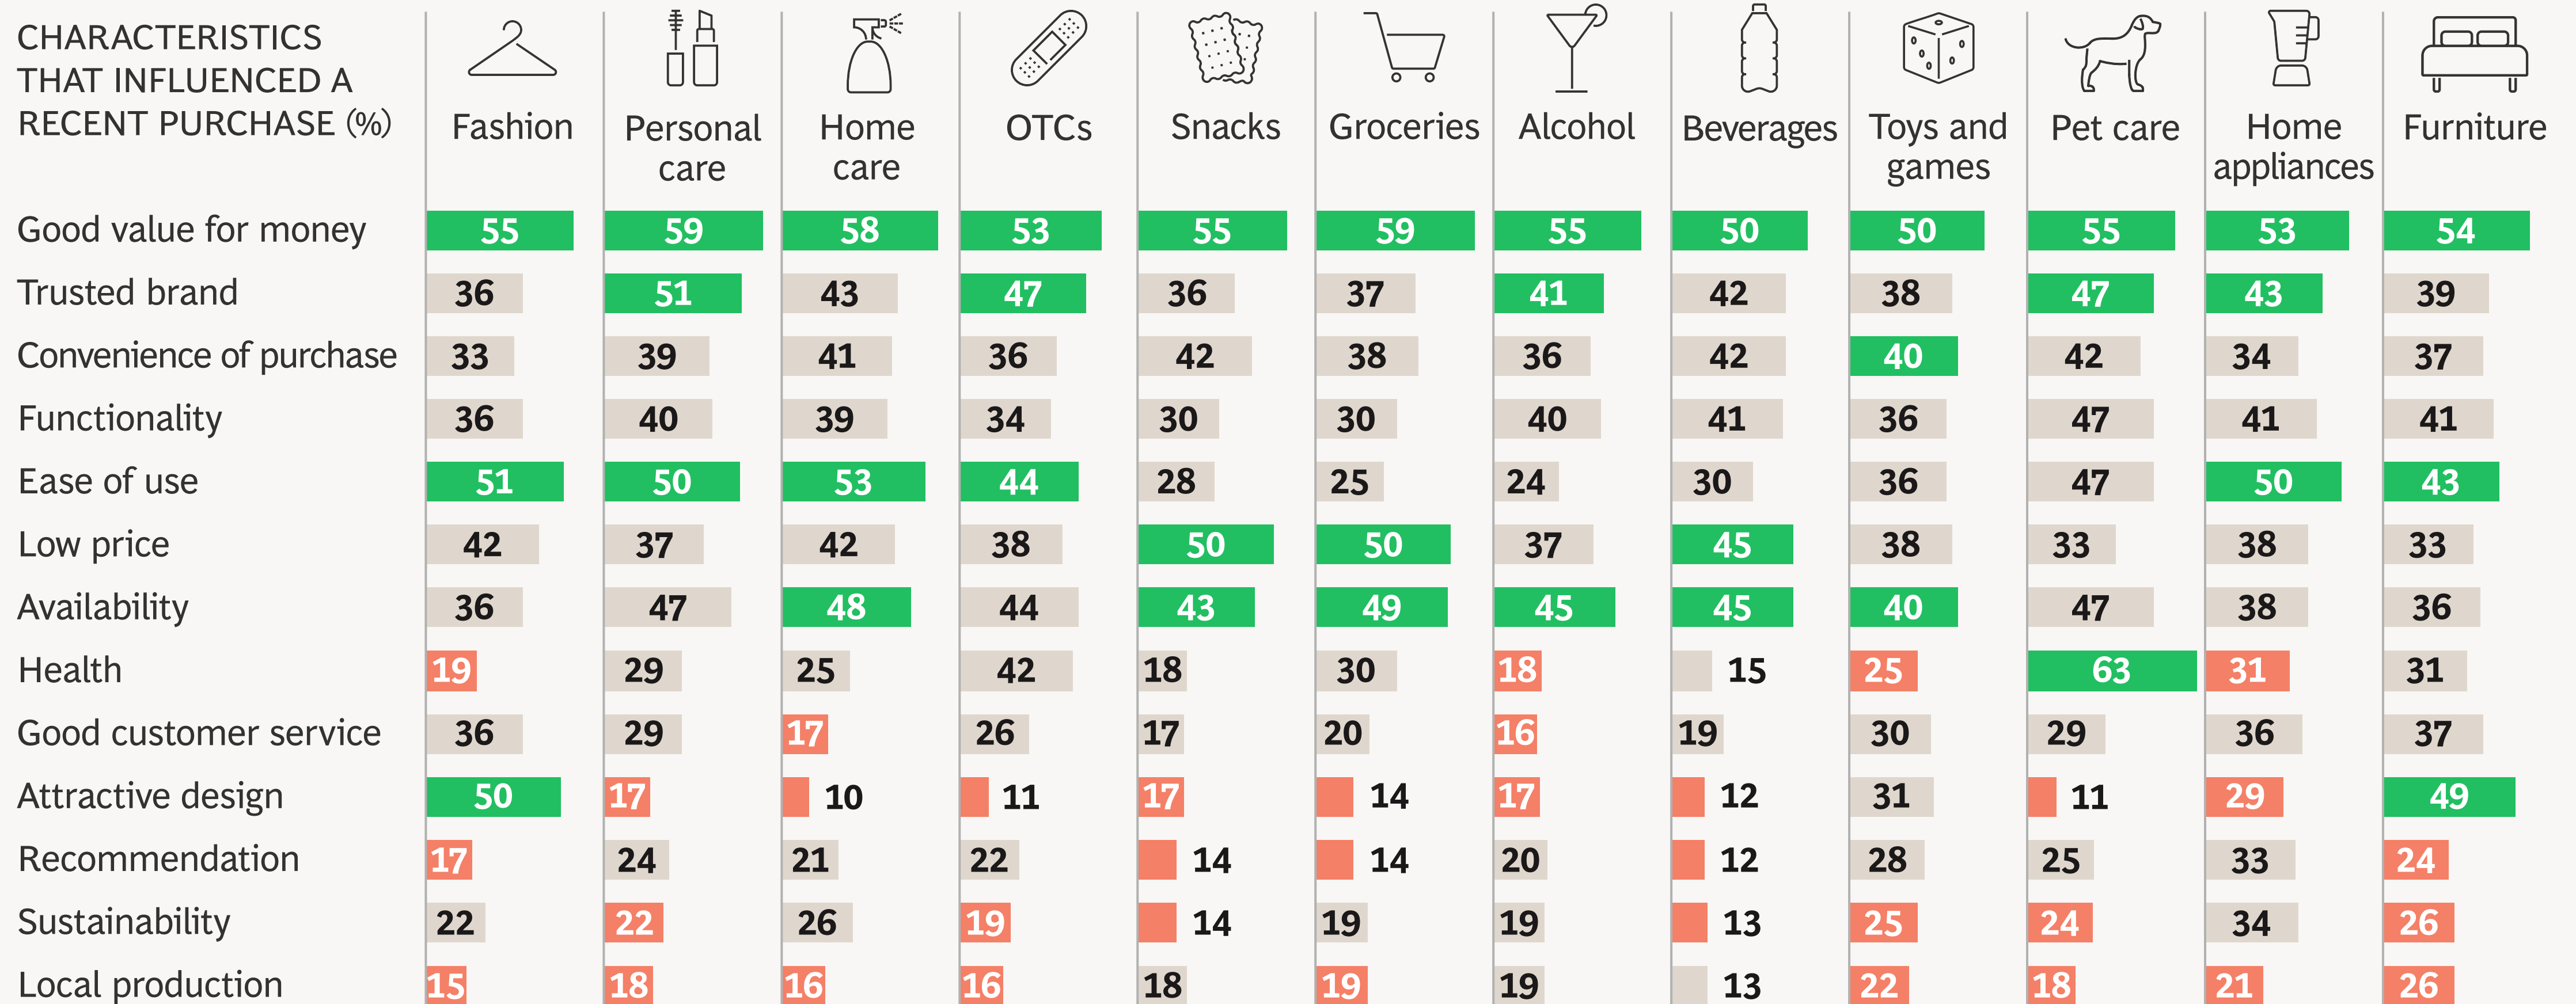 CHARACTERISTICS
THAT INFLUENCED A
RECENT PURCHASE (%)
Fashion Personal care Home care OTCs Snacks Groceries Alcohol Beverages Toys and games Pet care Home appliances Furniture
Good value for money 55 59 58 53 55 59 55 50 50 55 53 54
Trusted brand 36 51 43 47 36 37 41 42 38 47 43 39
Convenience of purchase 33 39 41 36 42 38 36 42 40 42 34 37
Functionality 36 40 39 34 30 30 40 41 36 47 41 41
Ease of use 51 50 53 44 28 25 24 30 36 47 50 43
Low price 42 37 42 38 50 50 37 45 38 33 38 33
Availability 36 47 48 44 43 49 45 45 40 47 38 36
Health 19 29 25 42 18 30 18 15 25 63 31 31
Good customer service 36 29 17 26 17 20 16 19 30 29 36 37
Attractive design 50 17 10 11 17 14 17 12 31 11 29 49
Recommendation 17 24 21 22 14 14 20 12 28 25 33 24
Sustainability 22 22 26 19 14 19 19 13 25 24 34 26
Local production 15 18 16 16 18 19 19 13 22 18 21 26